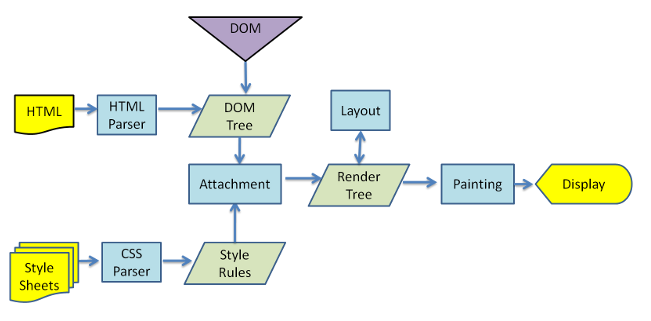 DOM
HTML
HTML
Parser
DOM
Tree
Layout
Attachment
Render
Tree
Painting
Display
Style
Sheets
CSS
Parser
Style
Rules